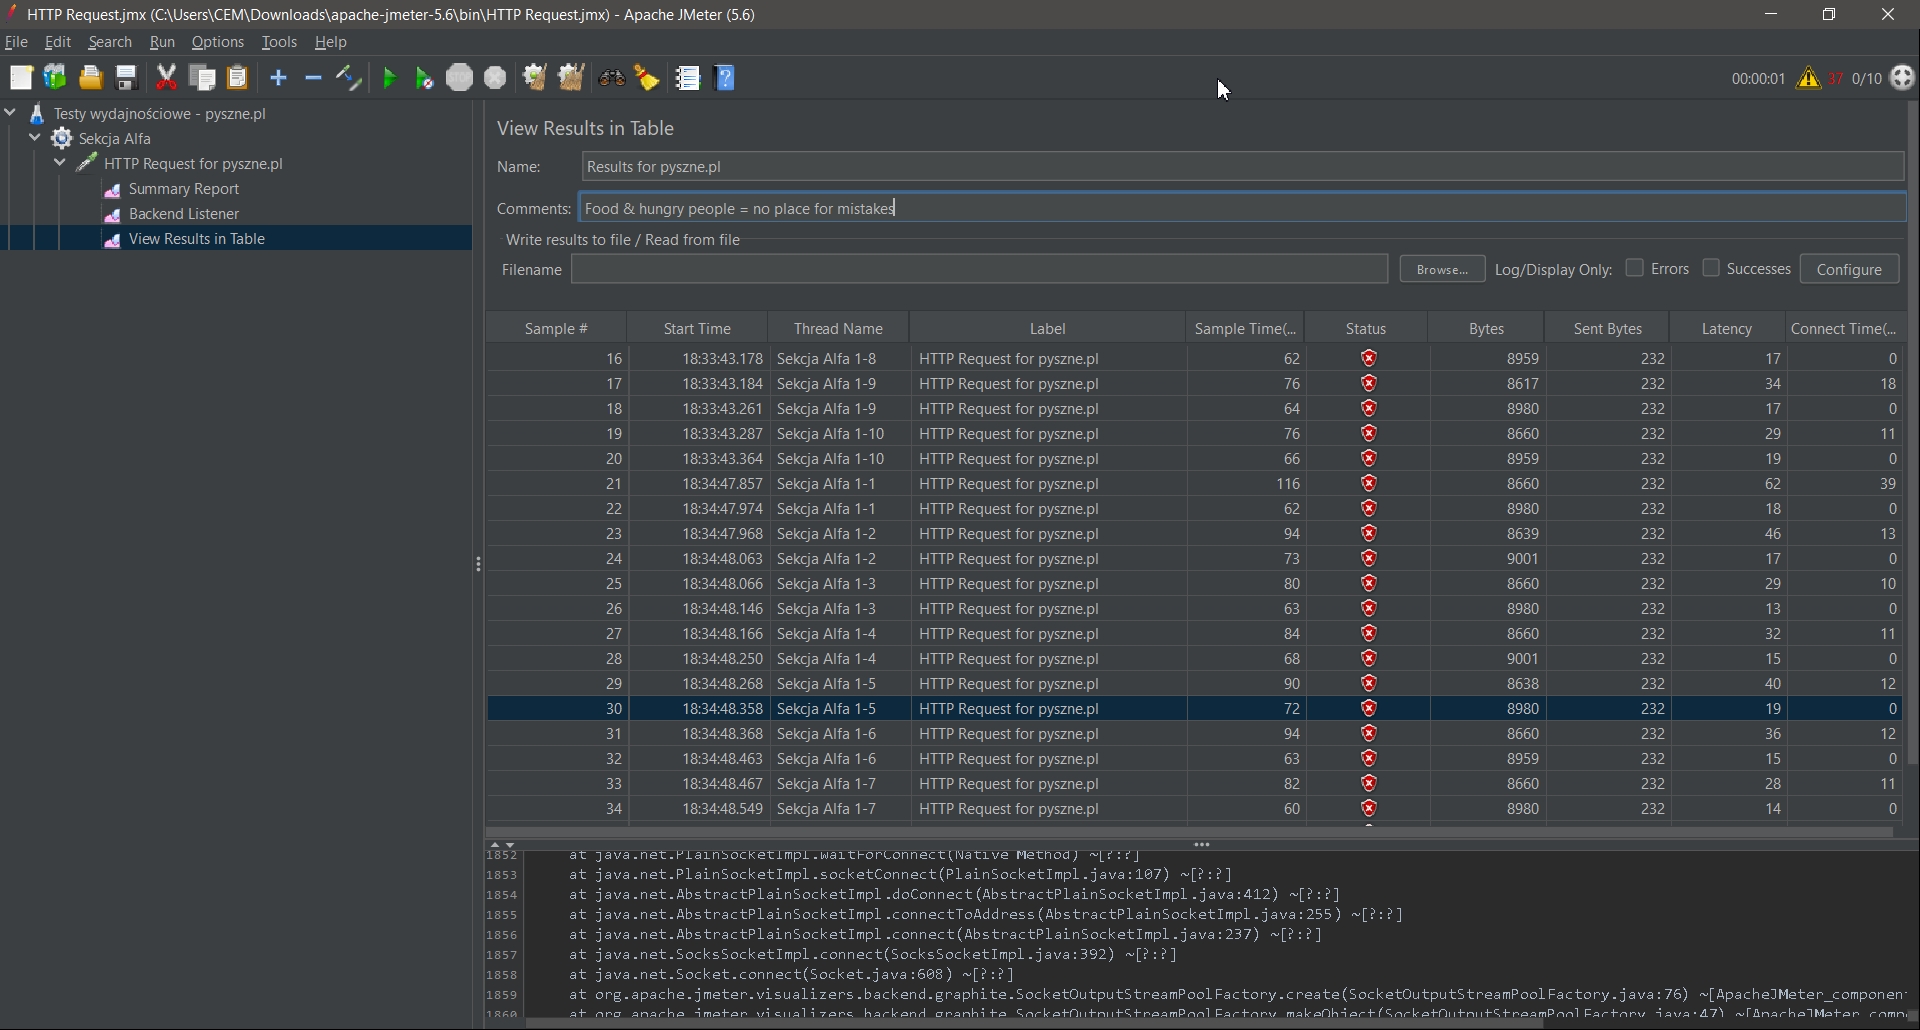 HTTP Request.jmx (C:\Users\CEM\Downloads\apache-jmeter-5.6\bin\HTTP Request.jmx) - Apache JMeter (5.6)
File Edit Search Run Options Tools Help
STOP 00:00:01 37 0/10
Testy wydajnościowe - pyszne.pl
Sekcja Alfa
HTTP Request for pyszne.pl
Summary Report
Backend Listener
View Results in Table
View Results in Table
Name: Results for pyszne.pl
Comments: Food & hungry people = no place for mistakes
Write results to file / Read from file
Filename Browse... Log/Display Only: Errors Successes Configure
Sample # Start Time Thread Name Label Sample Time(... Status Bytes Sent Bytes Latency Connect Time(...
16 18:33:43.178 Sekcja Alfa 1-8 HTTP Request for pyszne.pl 62 8959 232 17 0
17 18:33:43.184 Sekcja Alfa 1-9 HTTP Request for pyszne.pl 76 8617 232 34 18
18 18:33:43.261 Sekcja Alfa 1-9 HTTP Request for pyszne.pl 64 8980 232 17 0
19 18:33:43.287 Sekcja Alfa 1-10 HTTP Request for pyszne.pl 76 8660 232 29 11
20 18:33:43.364 Sekcja Alfa 1-10 HTTP Request for pyszne.pl 66 8959 232 19 0
21 18:34:47.857 Sekcja Alfa 1-1 HTTP Request for pyszne.pl 116 8660 232 62 39
22 18:34:47.974 Sekcja Alfa 1-1 HTTP Request for pyszne.pl 62 8980 232 18 0
23 18:34:47.968 Sekcja Alfa 1-2 HTTP Request for pyszne.pl 94 8639 232 46 13
24 18:34:48.063 Sekcja Alfa 1-2 HTTP Request for pyszne.pl 73 9001 232 17 0
25 18:34:48.066 Sekcja Alfa 1-3 HTTP Request for pyszne.pl 80 8660 232 29 10
26 18:34:48.146 Sekcja Alfa 1-3 HTTP Request for pyszne.pl 63 8980 232 13 0
27 18:34:48.166 Sekcja Alfa 1-4 HTTP Request for pyszne.pl 84 8660 232 32 11
28 18:34:48.250 Sekcja Alfa 1-4 HTTP Request for pyszne.pl 68 9001 232 15 0
29 18:34:48.268 Sekcja Alfa 1-5 HTTP Request for pyszne.pl 90 8638 232 40 12
30 18:34:48.358 Sekcja Alfa 1-5 HTTP Request for pyszne.pl 72 8980 232 19 0
31 18:34:48.368 Sekcja Alfa 1-6 HTTP Request for pyszne.pl 94 8660 232 36 12
32 18:34:48.463 Sekcja Alfa 1-6 HTTP Request for pyszne.pl 63 8959 232 15 0
33 18:34:48.467 Sekcja Alfa 1-7 HTTP Request for pyszne.pl 82 8660 232 28 11
34 18:34:48.549 Sekcja Alfa 1-7 HTTP Request for pyszne.pl 60 8980 232 14 0
1852 at java.net.PlainSocketImpl.waitForConnect(Native Method) ~[?:?]
1853 at java.net.PlainSocketImpl.socketConnect(PlainSocketImpl.java:107) ~[?:?]
1854 at java.net.AbstractPlainSocketImpl.doConnect(AbstractPlainSocketImpl.java:412) ~[?:?]
1855 at java.net.AbstractPlainSocketImpl.connectToAddress(AbstractPlainSocketImpl.java:255) ~[?:?]
1856 at java.net.AbstractPlainSocketImpl.connect(AbstractPlainSocketImpl.java:237) ~[?:?]
1857 at java.net.SocksSocketImpl.connect(SocksSocketImpl.java:392) ~[?:?]
1858 at java.net.Socket.connect(Socket.java:608) ~[?:?]
1859 at org.apache.jmeter.visualizers.backend.graphite.SocketOutputStreamPoolFactory.create(SocketOutputStreamPoolFactory.java:76) ~[ApacheJMeter_componen
1860 at org.apache.jmeter.visualizers.backend.graphite.SocketOutputStreamPoolFactory.makeObject(SocketOutputStreamPoolFactory.java:47) ~[ApacheJMeter_comp